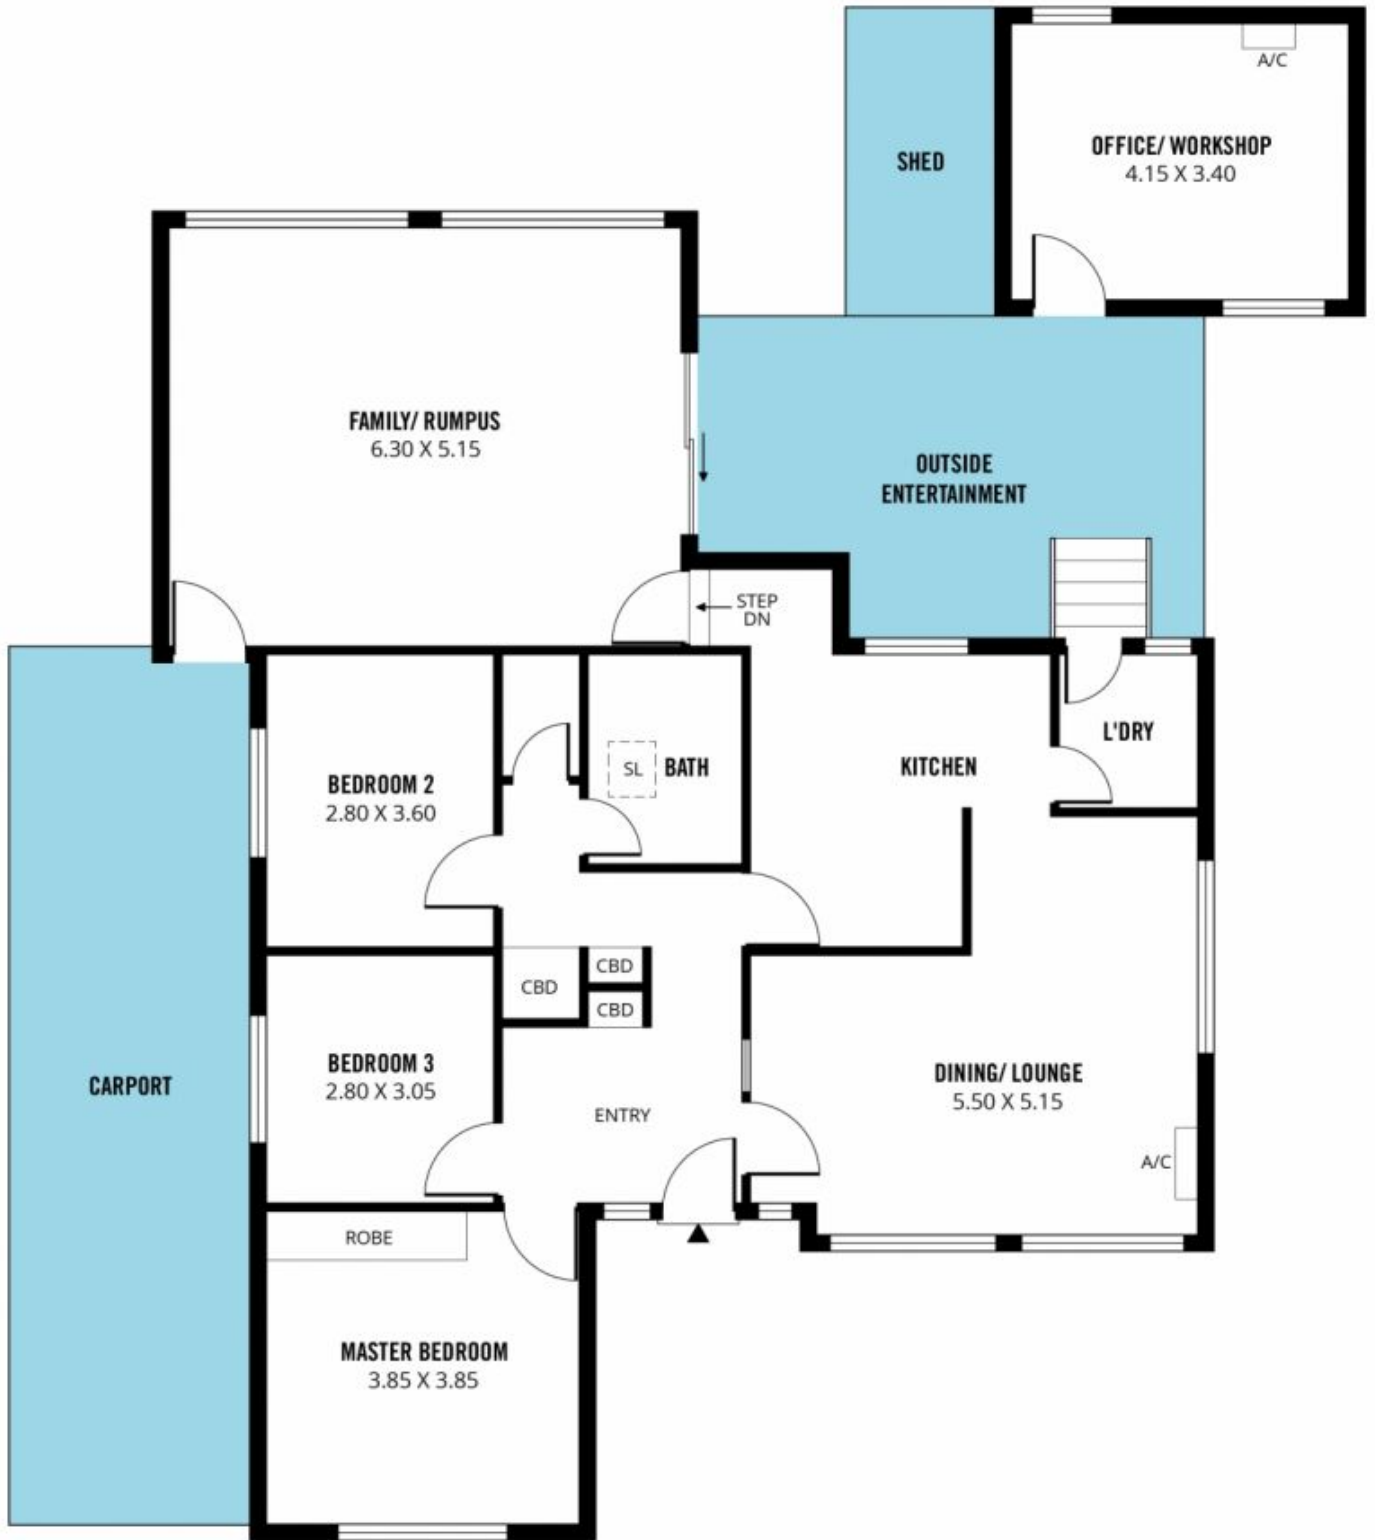 A/C
OFFICE/ WORKSHOP
4.15 X 3.40
SHED
FAMILY/ RUMPUS
6.30 X 5.15
OUTSIDE
ENTERTAINMENT
STEP
DN
L'DRY
KITCHEN
SL
BATH
BEDROOM 2
2.80 X 3.60
CBD
CBD
CBD
BEDROOM 3
2.80 X 3.05
CARPORT
ENTRY
DINING/ LOUNGE
5.50 X 5.15
A/C
ROBE
MASTER BEDROOM
3.85 X 3.85